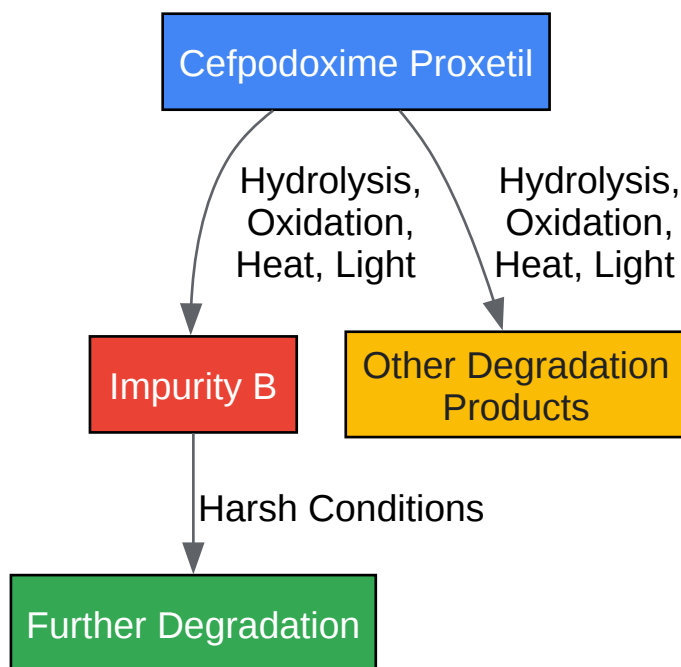 Cefpodoxime Proxetil
Hydrolysis,
Oxidation,
Heat, Light
Hydrolysis,
Oxidation,
Heat, Light
Impurity B
Other Degradation
Products
Harsh Conditions
Further Degradation